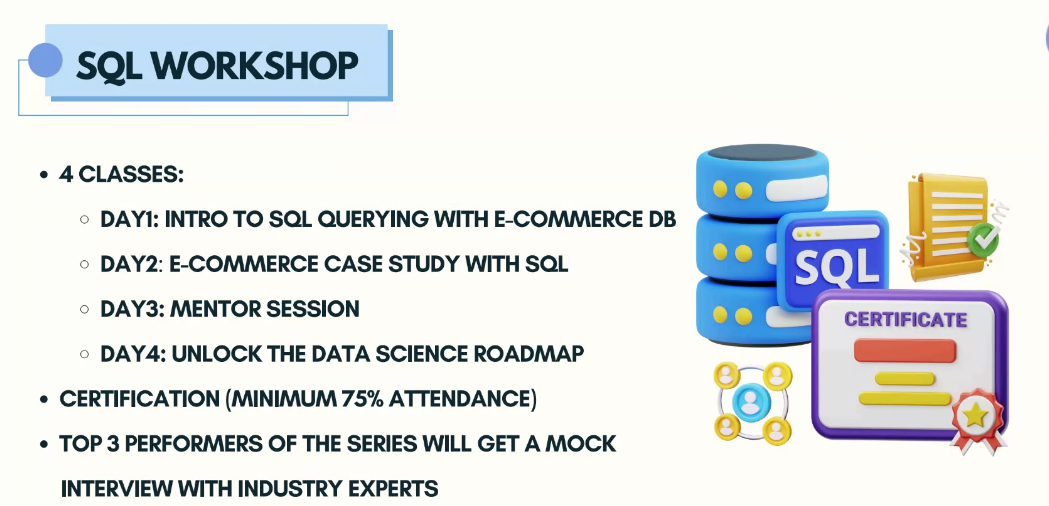 SQL WORKSHOP
4 CLASSES:
DAY1: INTRO TO SQL QUERYING WITH E-COMMERCE DB
DAY2: E-COMMERCE CASE STUDY WITH SQL
DAY3: MENTOR SESSION
DAY4: UNLOCK THE DATA SCIENCE ROADMAP
CERTIFICATION (MINIMUM 75% ATTENDANCE)
TOP 3 PERFORMERS OF THE SERIES WILL GET A MOCK
INTERVIEW WITH INDUSTRY EXPERTS
SQL
CERTIFICATE